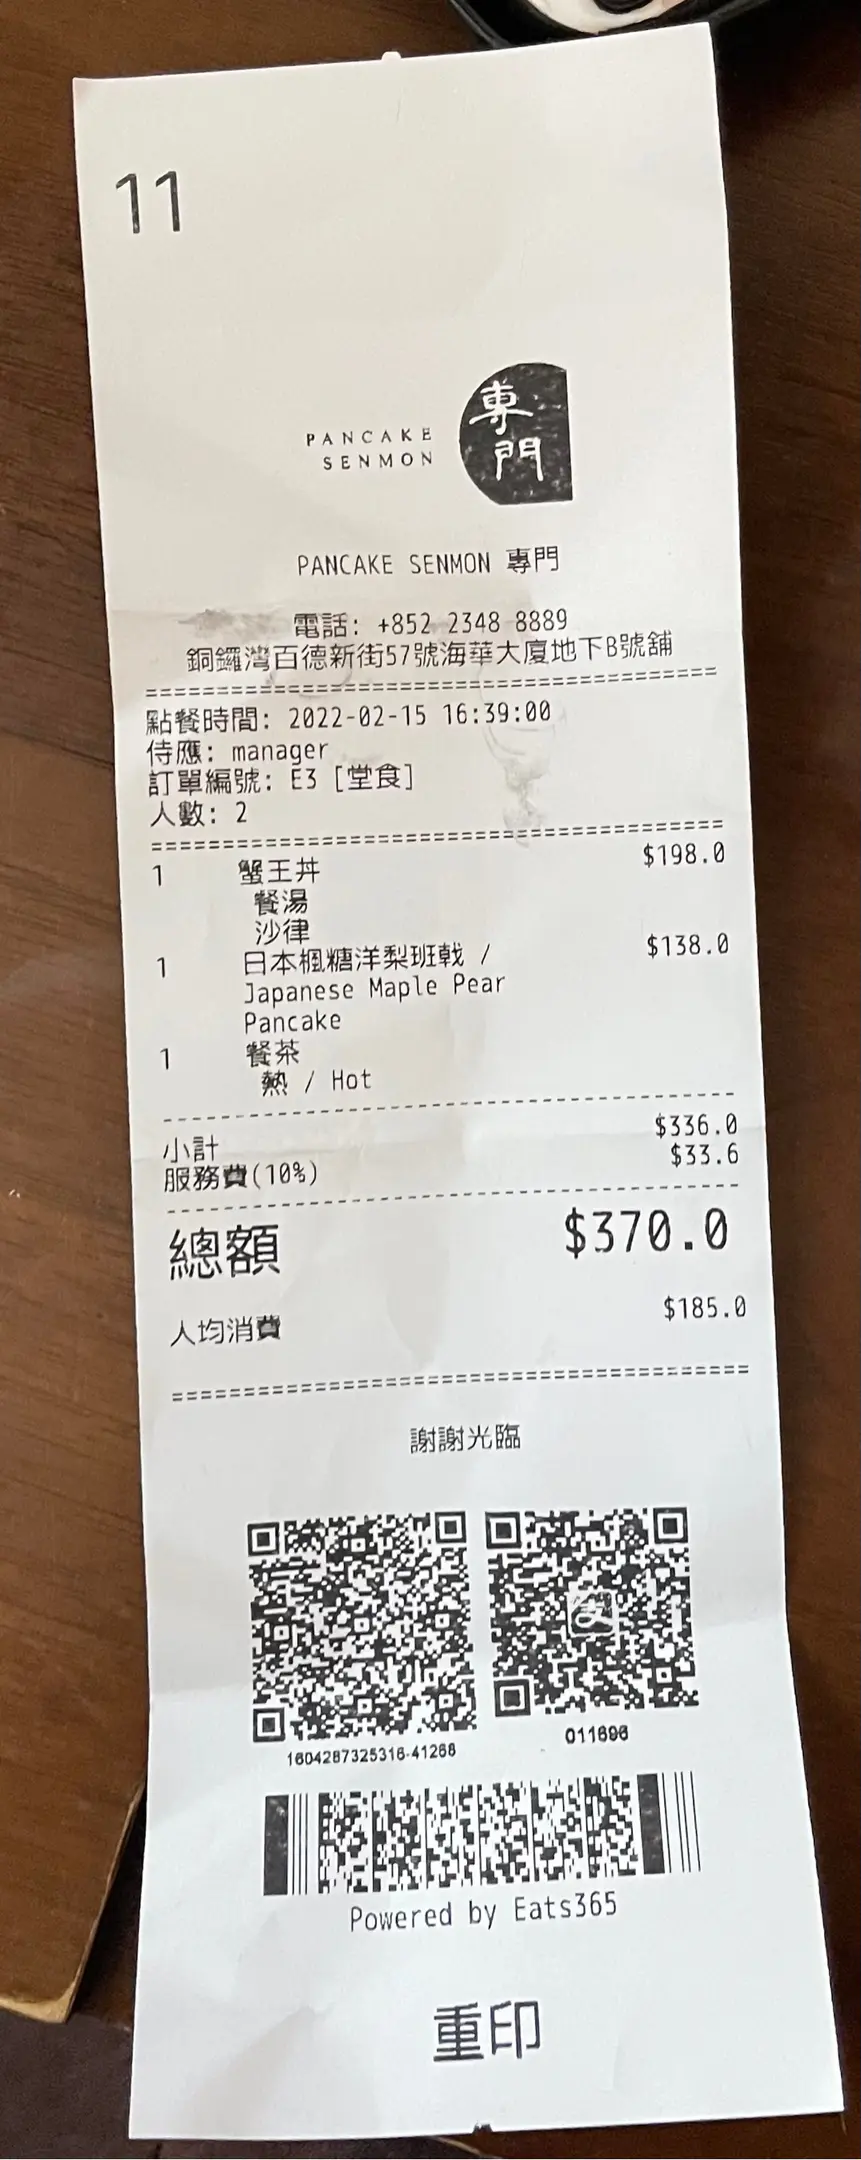 11
PANCAKE
SENMON
專門
PANCAKE SENMON 專門
電話: +852 2348 8889
銅鑼灣百德新街57號海華大廈地下B號舖
點餐時間: 2022-02-15 16:39:00
侍應: manager
訂單編號: E3 [堂食]
人數: 2
1 蟹王丼 $198.0
餐湯
沙律
1 日本楓糖洋梨班戟 / $138.0
Japanese Maple Pear
Pancake
1 餐茶
熱 / Hot
小計 $336.0
服務費(10%) $33.6
總額 $370.0
人均消費 $185.0
謝謝光臨
支
1604287325316-41268 011696
Powered by Eats365
重印